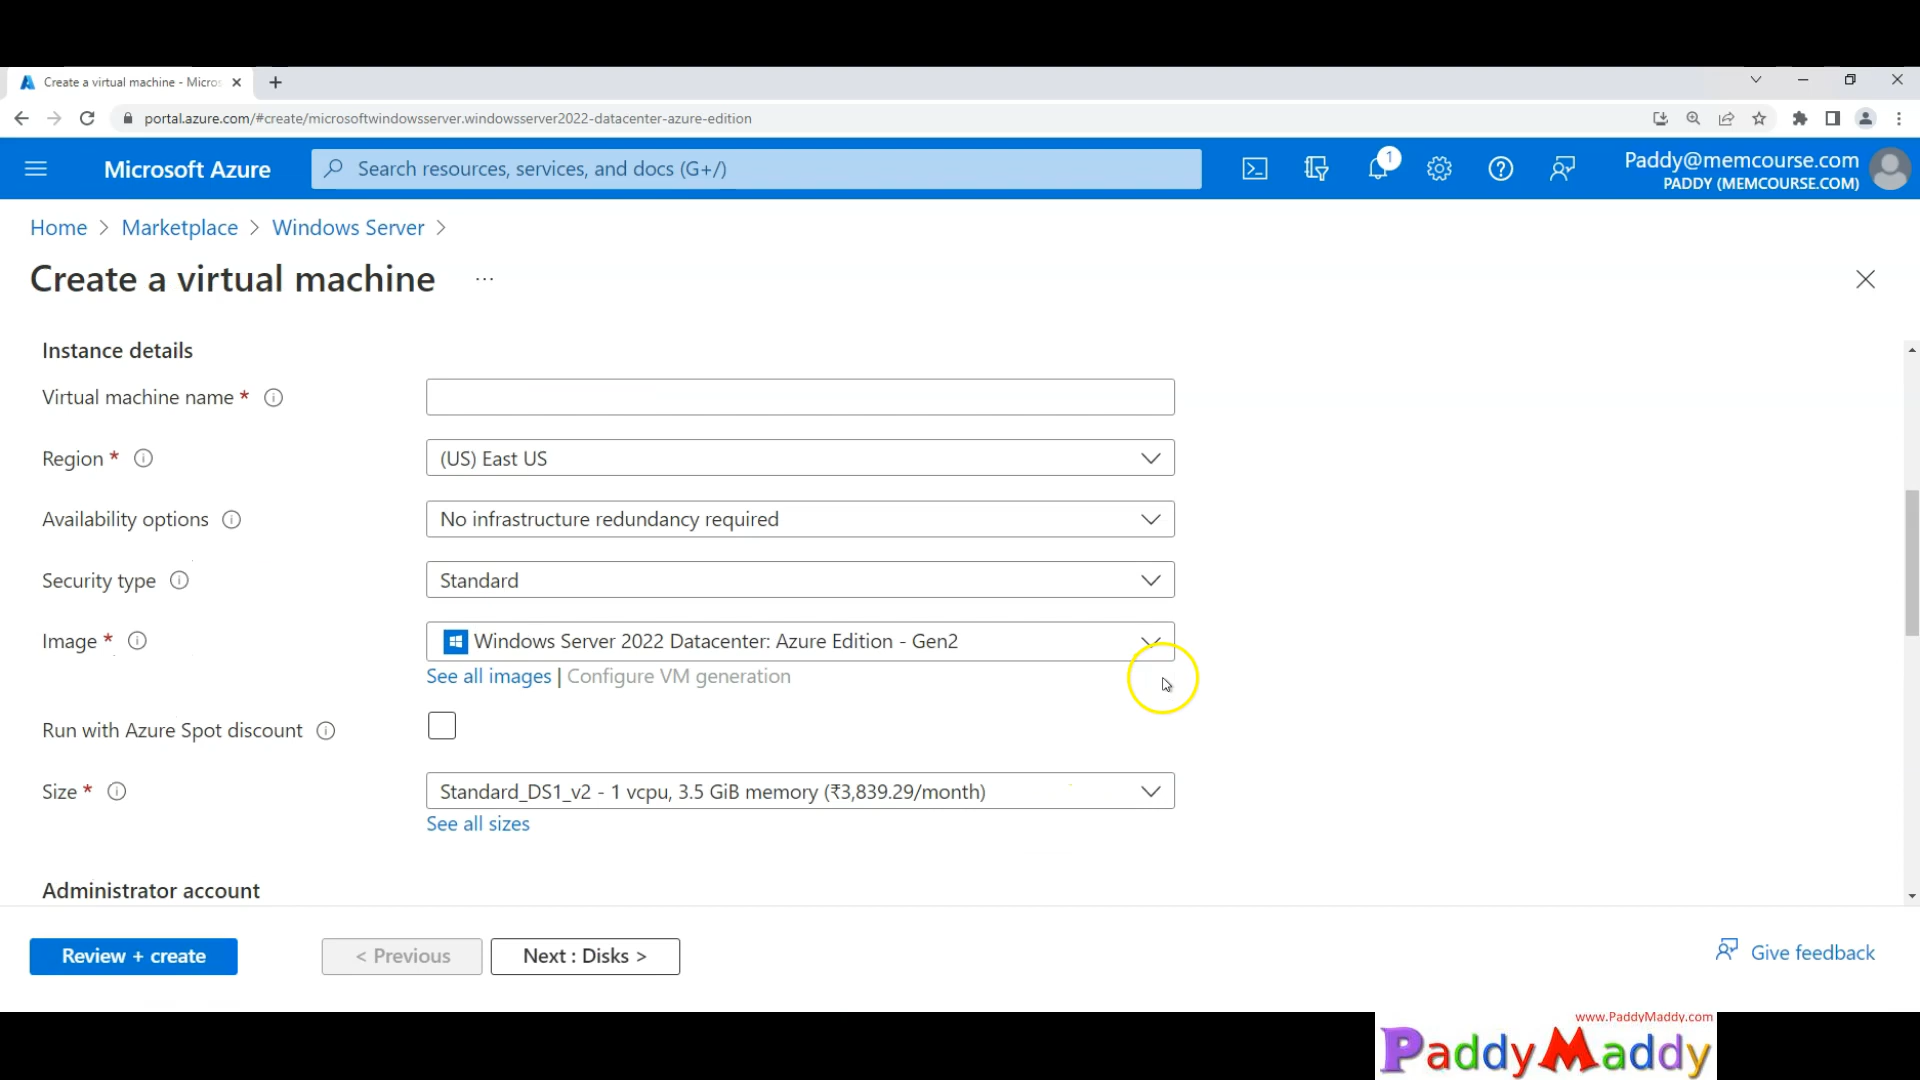 Create a virtual machine - Micros
portal.azure.com/#create/microsoftwindowsserver.windowsserver2022-datacenter-azure-edition
Microsoft Azure
Search resources, services, and docs (G+/)
1
Paddy@memcourse.com
PADDY (MEMCOURSE.COM)
Home > Marketplace > Windows Server >
Create a virtual machine ...
Instance details
Virtual machine name *
Region * (US) East US
Availability options No infrastructure redundancy required
Security type Standard
Image * Windows Server 2022 Datacenter: Azure Edition - Gen2
See all images | Configure VM generation
Run with Azure Spot discount
Size * Standard_DS1_v2 - 1 vcpu, 3.5 GiB memory (₹3,839.29/month)
See all sizes
Administrator account
Review + create < Previous Next : Disks > Give feedback
www.PaddyMaddy.com
PaddyMaddy